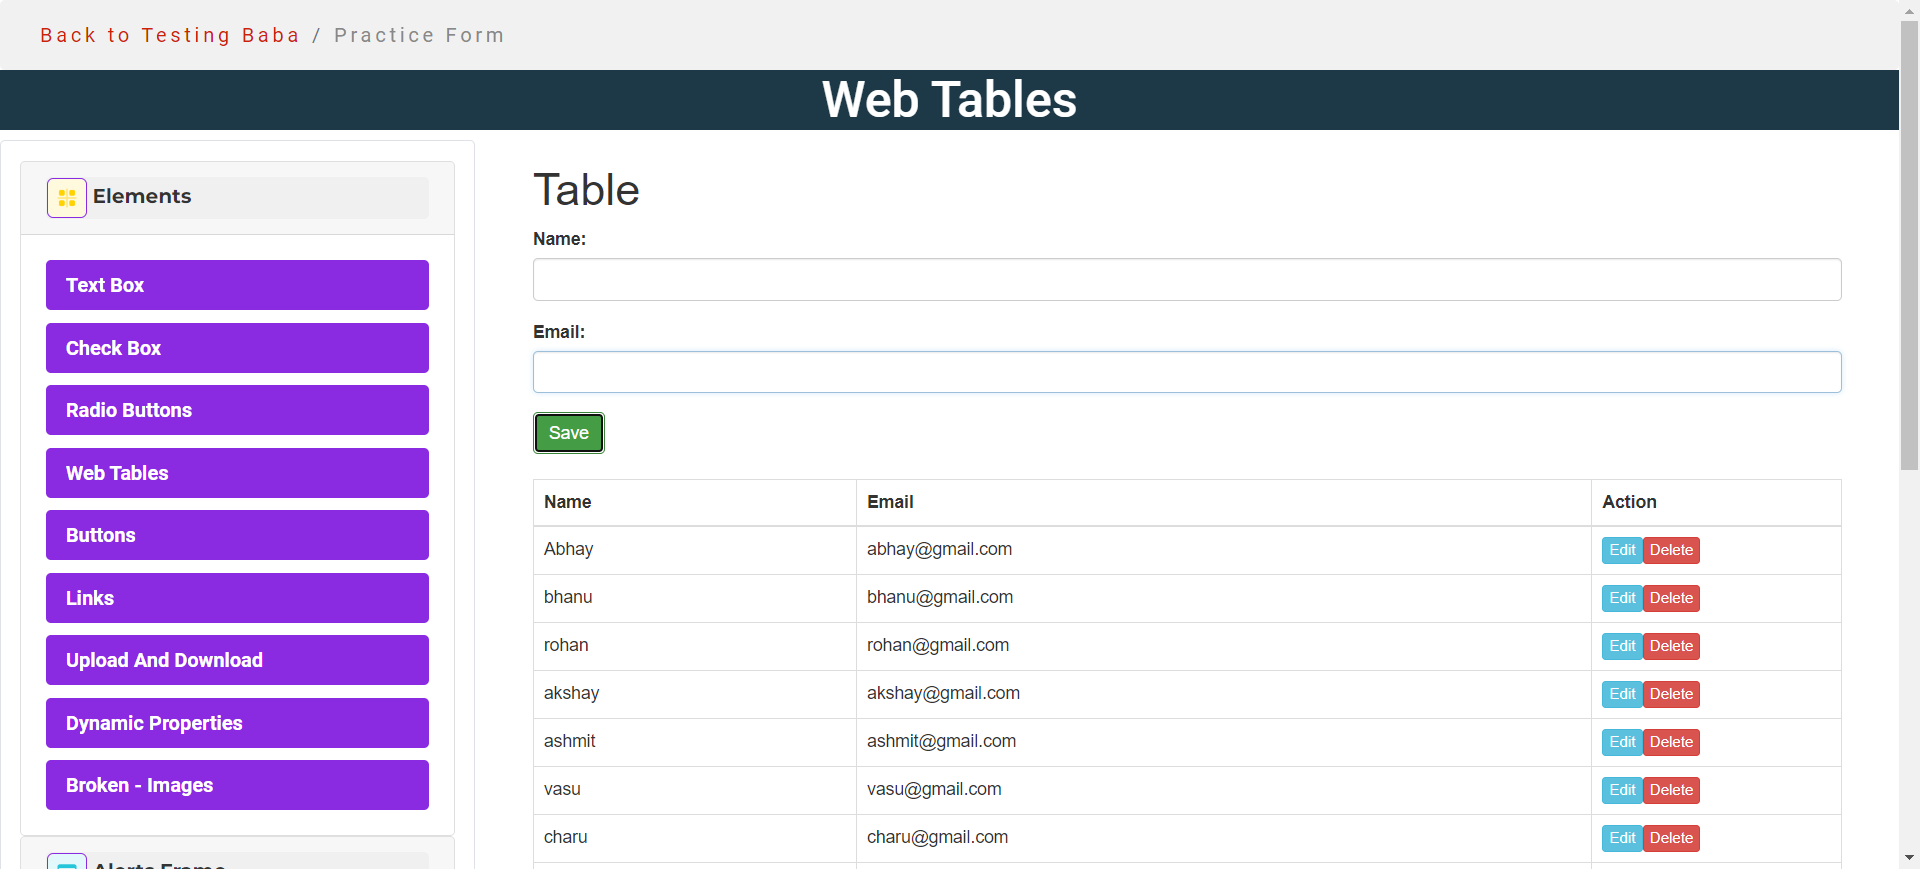 Back to Testing Baba / Practice Form
Web Tables
Elements
Text Box
Check Box
Radio Buttons
Web Tables
Buttons
Links
Upload And Download
Dynamic Properties
Broken - Images
Alerts Frame
Table
Name:
Email:
Save
Name Email Action
Abhay abhay@gmail.com Edit Delete
bhanu bhanu@gmail.com Edit Delete
rohan rohan@gmail.com Edit Delete
akshay akshay@gmail.com Edit Delete
ashmit ashmit@gmail.com Edit Delete
vasu vasu@gmail.com Edit Delete
charu charu@gmail.com Edit Delete